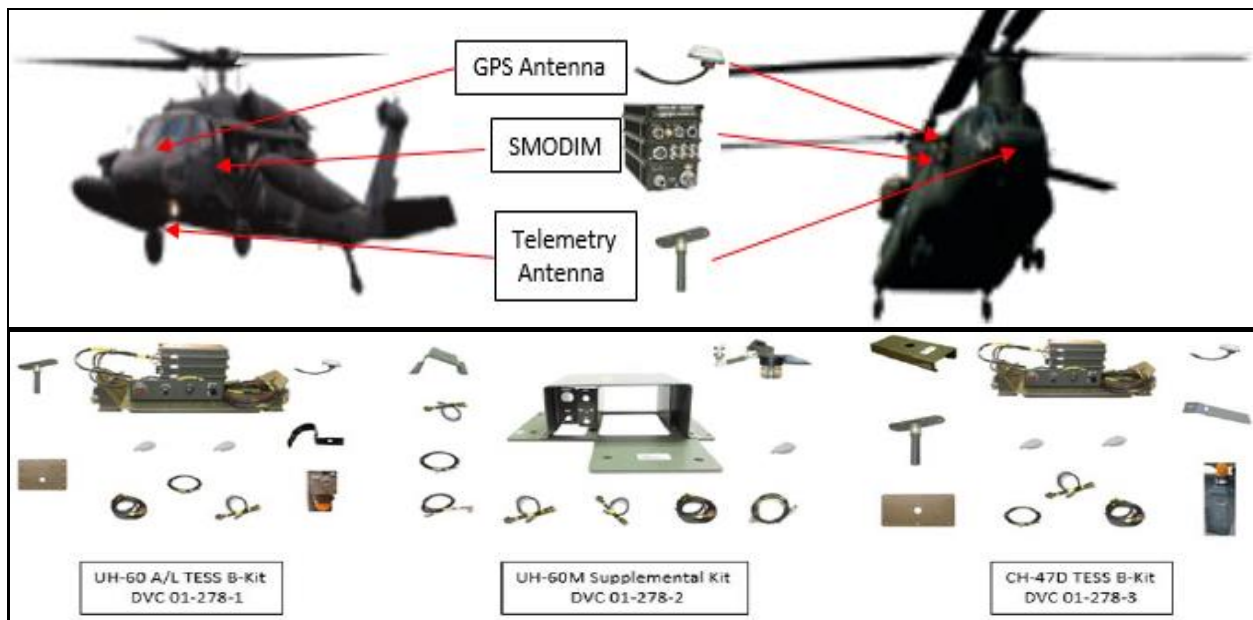 GPS Antenna
SMODIM
Telemetry
Antenna
UH-60 A/L TESS B-Kit
DVC 01-278-1
UH-60M Supplemental Kit
DVC 01-278-2
CH-47D TESS B-Kit
DVC 01-278-3